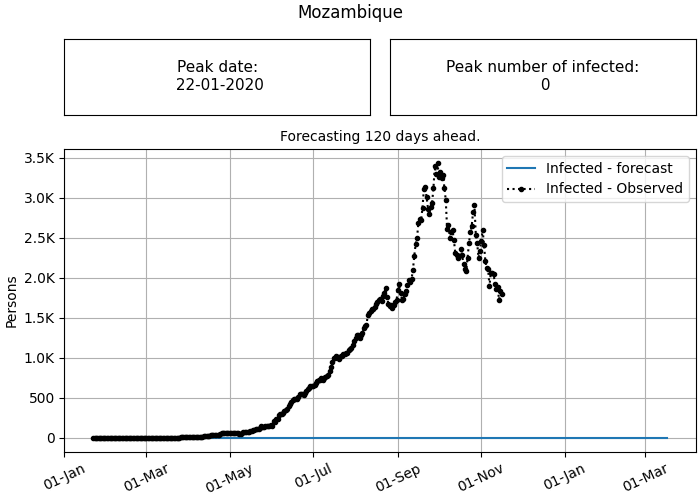 Mozambique
Peak date:
22-01-2020
Peak number of infected:
0
Forecasting 120 days ahead.
3.5K
3.0K
2.5K
2.0K
1.5K
1.0K
500
0
Persons
Infected - forecast
Infected - Observed
01-Jan
01-Mar
01-May
01-Jul
01-Sep
01-Nov
01-Jan
01-Mar